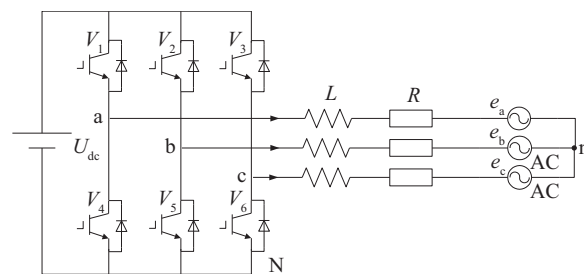 V1 V2 V3
L R
a ea
Udc b eb n
AC
c ec
AC
V4 V5 V6
N